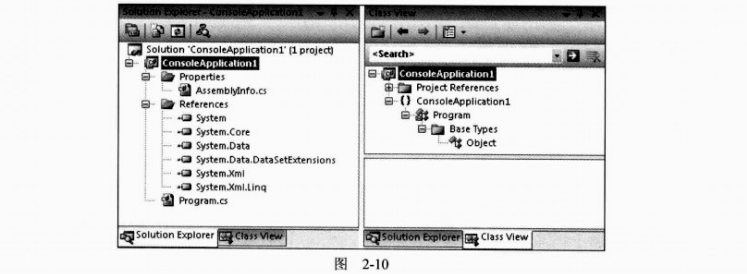 Solution Explorer - ConsoleApplication1
Solution 'ConsoleApplication1' (1 project)
ConsoleApplication1
Properties
AssemblyInfo.cs
References
System
System.Core
System.Data
System.Data.DataSetExtensions
System.Xml
System.Xml.Linq
Program.cs
Solution Explorer Class View
Class View
<Search>
ConsoleApplication1
Project References
{} ConsoleApplication1
Program
Base Types
Object
Solution Explorer Class View
图 2-10